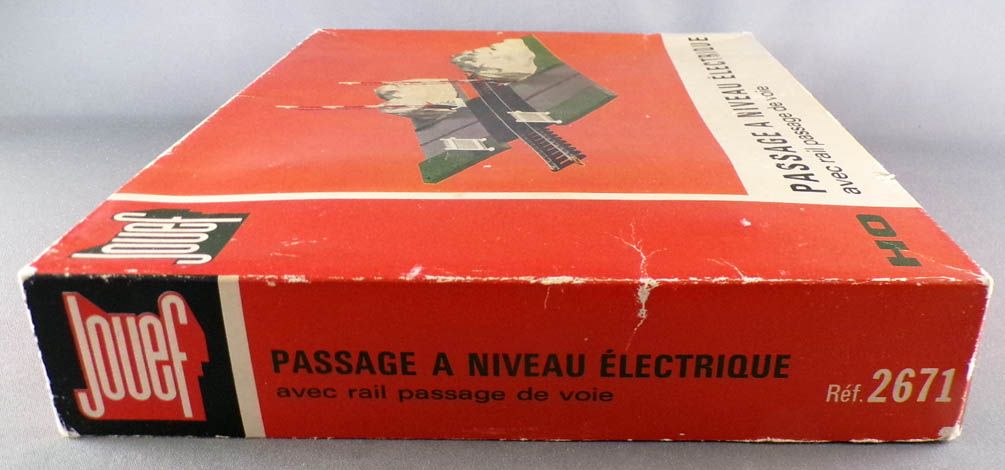 PASSAGE A NIVEAU ÉLECTRIQUE
avec rail passage de voie
HO
Jouef
Jouef
PASSAGE A NIVEAU ÉLECTRIQUE
avec rail passage de voie
Réf. 2671